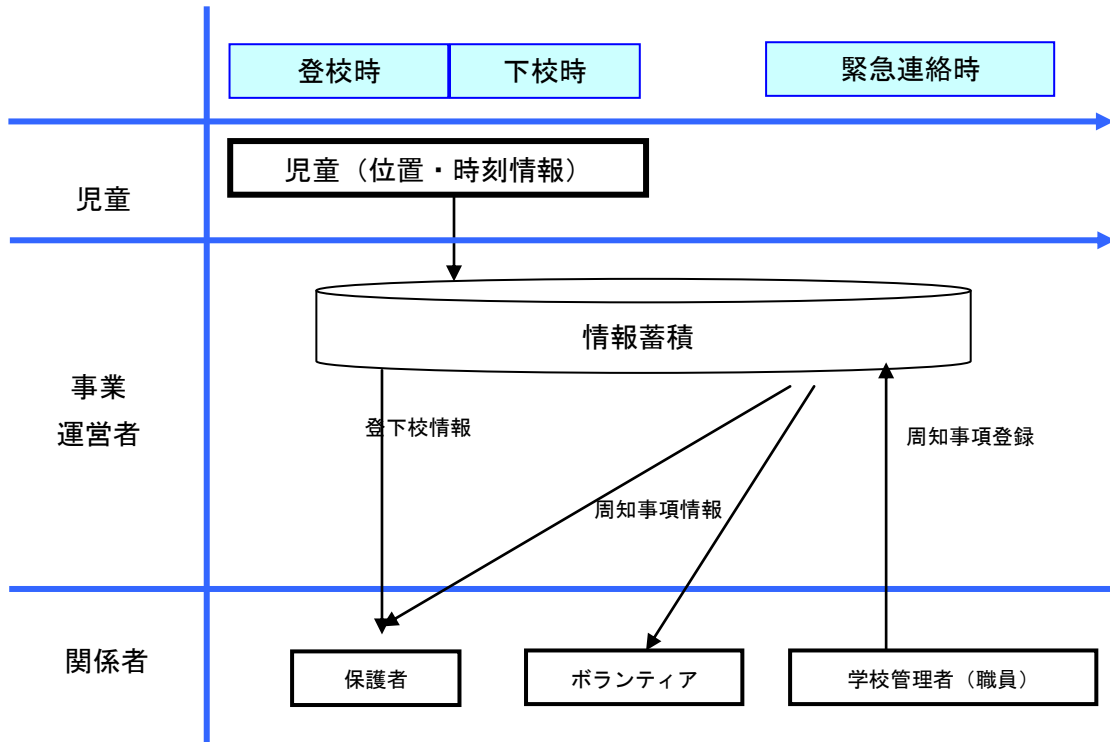 登校時
下校時
緊急連絡時
児童（位置・時刻情報）
児童
情報蓄積
事業
運営者
登下校情報
周知事項登録
周知事項情報
関係者
保護者
ボランティア
学校管理者（職員）